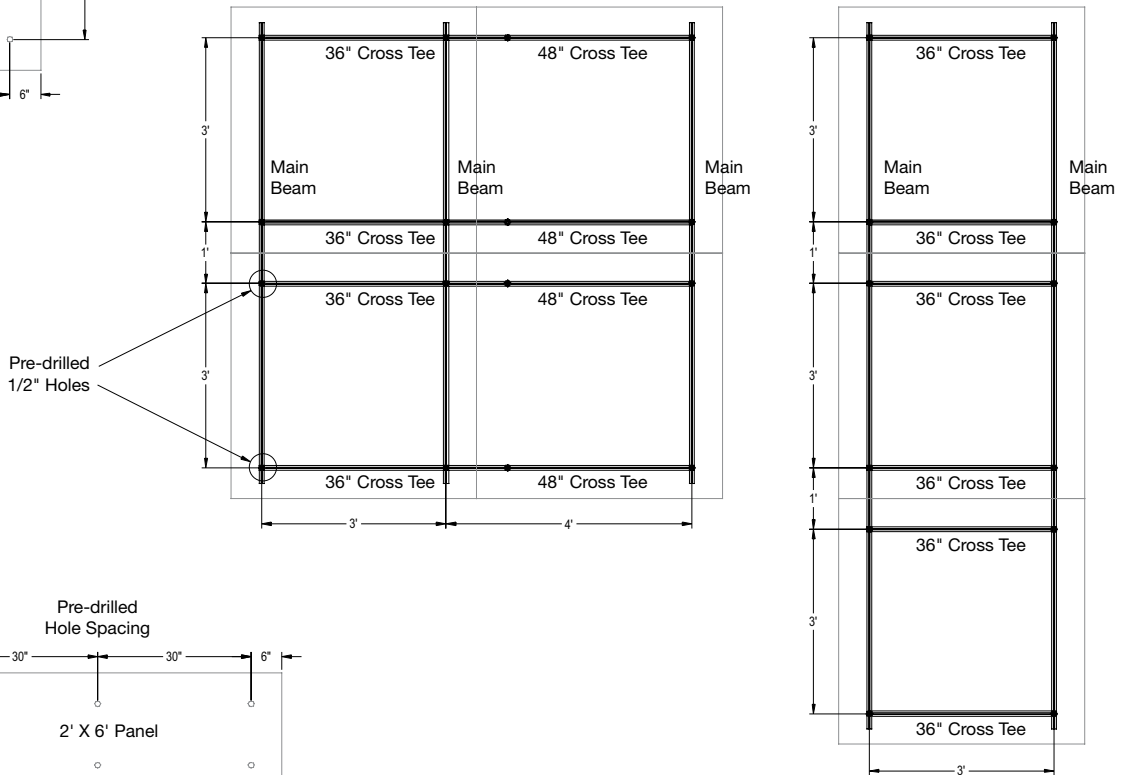 6"
36" Cross Tee
48" Cross Tee
3'
Main
Beam
Main
Beam
Main
Beam
36" Cross Tee
48" Cross Tee
1'
36" Cross Tee
48" Cross Tee
Pre-drilled
1/2" Holes
3'
36" Cross Tee
48" Cross Tee
3'
4'
36" Cross Tee
3'
Main
Beam
Main
Beam
36" Cross Tee
1'
36" Cross Tee
3'
36" Cross Tee
1'
36" Cross Tee
3'
36" Cross Tee
3'
Pre-drilled
Hole Spacing
30"
30"
6"
2' X 6' Panel